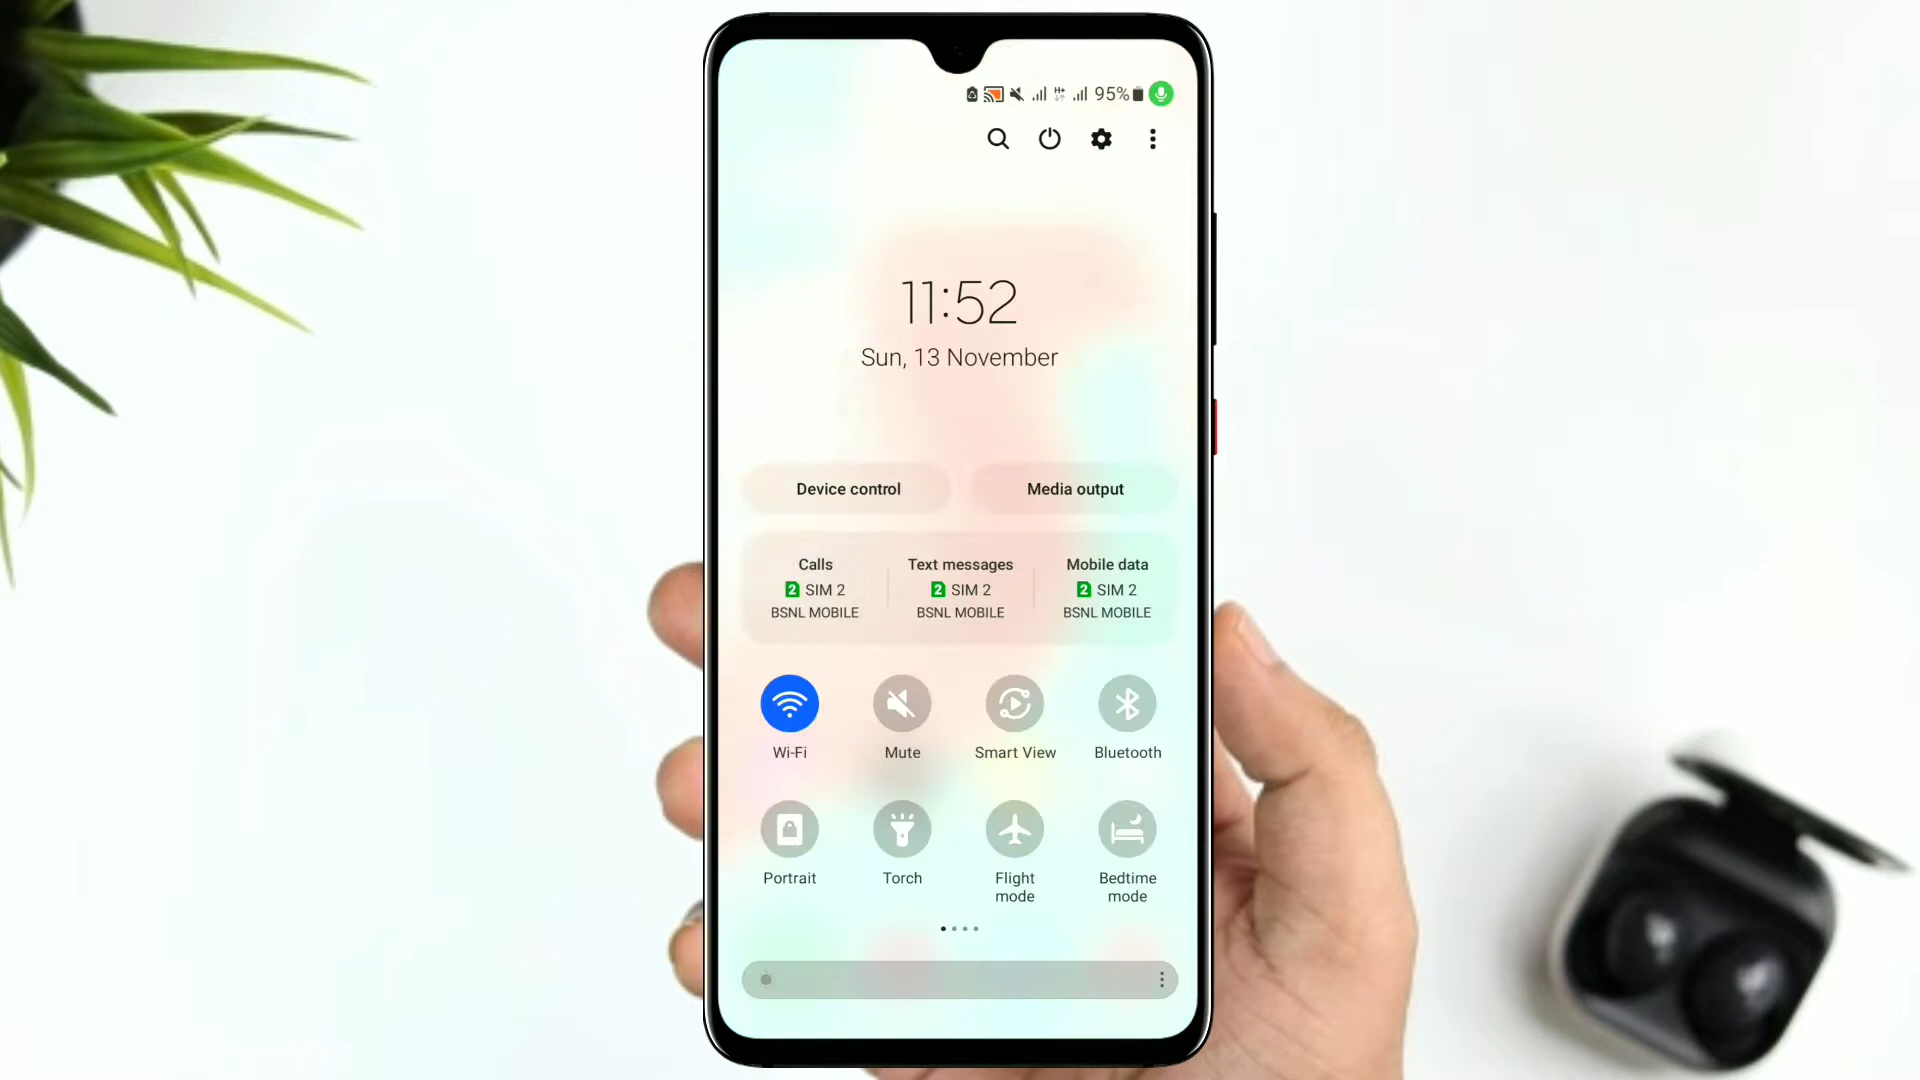 H+ 95%
11:52
Sun, 13 November
Device control Media output
Calls Text messages Mobile data
2 SIM 2 2 SIM 2 2 SIM 2
BSNL MOBILE BSNL MOBILE BSNL MOBILE
Wi-Fi Mute Smart View Bluetooth
Portrait Torch Flight mode Bedtime mode